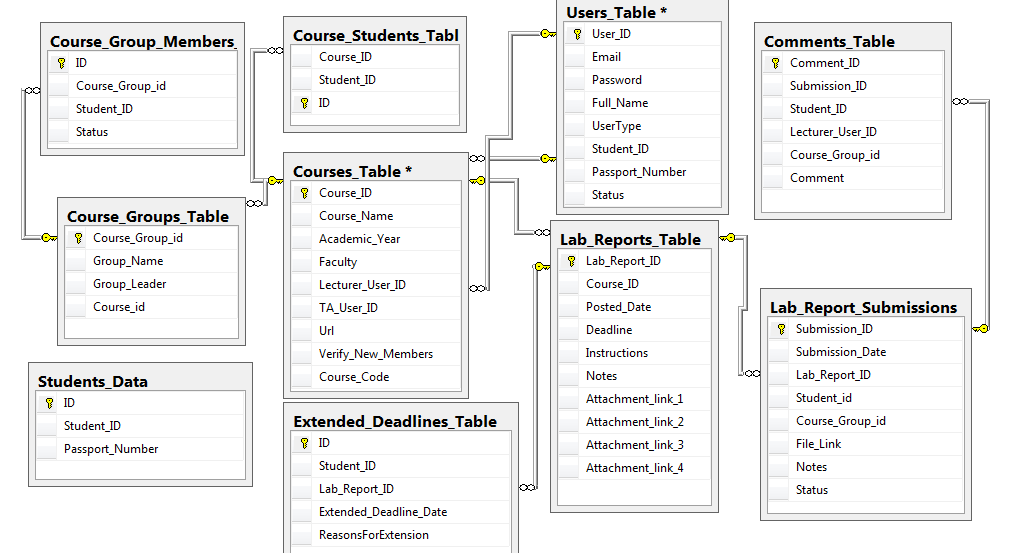 Course_Group_Members_
ID
Course_Group_id
Student_ID
Status
Course_Students_Tabl
Course_ID
Student_ID
ID
Users_Table *
User_ID
Email
Password
Full_Name
UserType
Student_ID
Passport_Number
Status
Comments_Table
Comment_ID
Submission_ID
Student_ID
Lecturer_User_ID
Course_Group_id
Comment
Course_Groups_Table
Course_Group_id
Group_Name
Group_Leader
Course_id
Courses_Table *
Course_ID
Course_Name
Academic_Year
Faculty
Lecturer_User_ID
TA_User_ID
Url
Verify_New_Members
Course_Code
Lab_Reports_Table
Lab_Report_ID
Course_ID
Posted_Date
Deadline
Instructions
Notes
Attachment_link_1
Attachment_link_2
Attachment_link_3
Attachment_link_4
Lab_Report_Submissions
Submission_ID
Submission_Date
Lab_Report_ID
Student_id
Course_Group_id
File_Link
Notes
Status
Students_Data
ID
Student_ID
Passport_Number
Extended_Deadlines_Table
ID
Student_ID
Lab_Report_ID
Extended_Deadline_Date
ReasonsForExtension